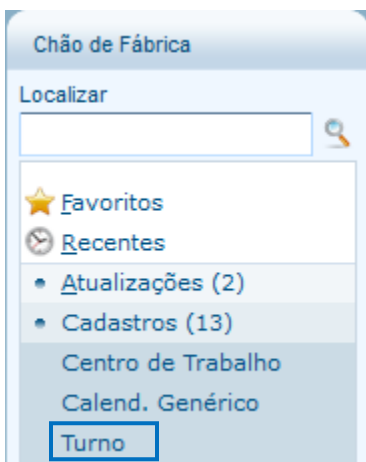 Chão de Fábrica
Localizar
Favoritos
Recentes
Atualizações (2)
Cadastros (13)
Centro de Trabalho
Calend. Genérico
Turno